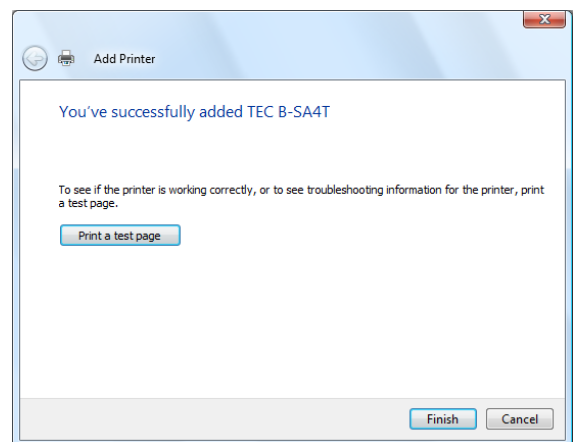 Add Printer
You've successfully added TEC B-SA4T
To see if the printer is working correctly, or to see troubleshooting information for the printer, print
a test page.
Print a test page
Finish
Cancel